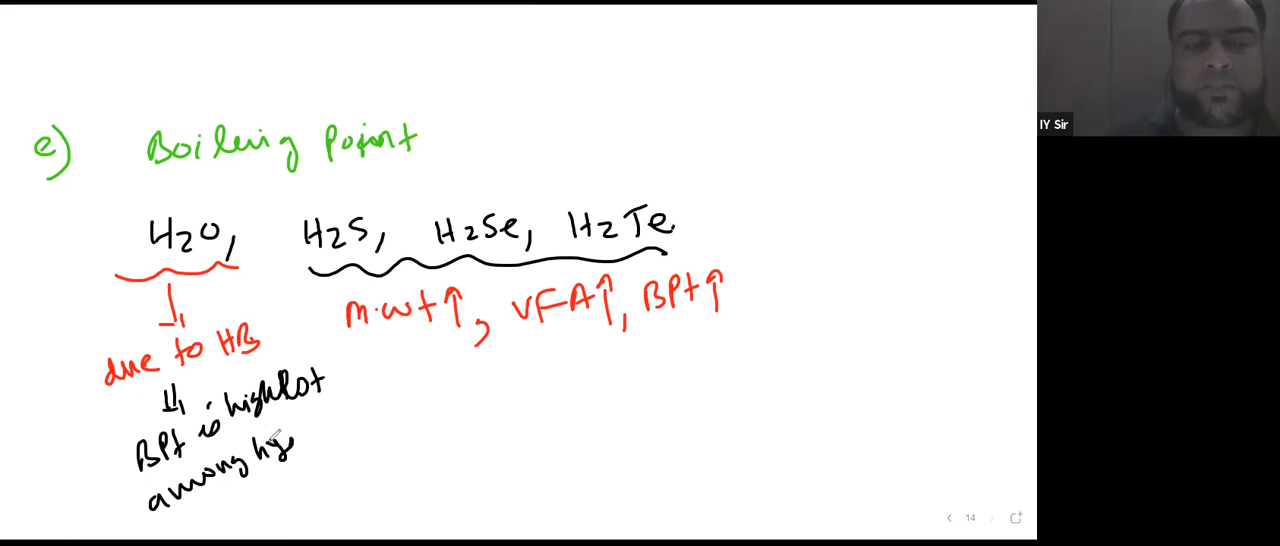 e) Boiling Point
H2O, H2S, H2Se, H2Te
m.wt↑, VFA↑, BPt↑
due to HB
BPt is highest
among hy
IY Sir
14